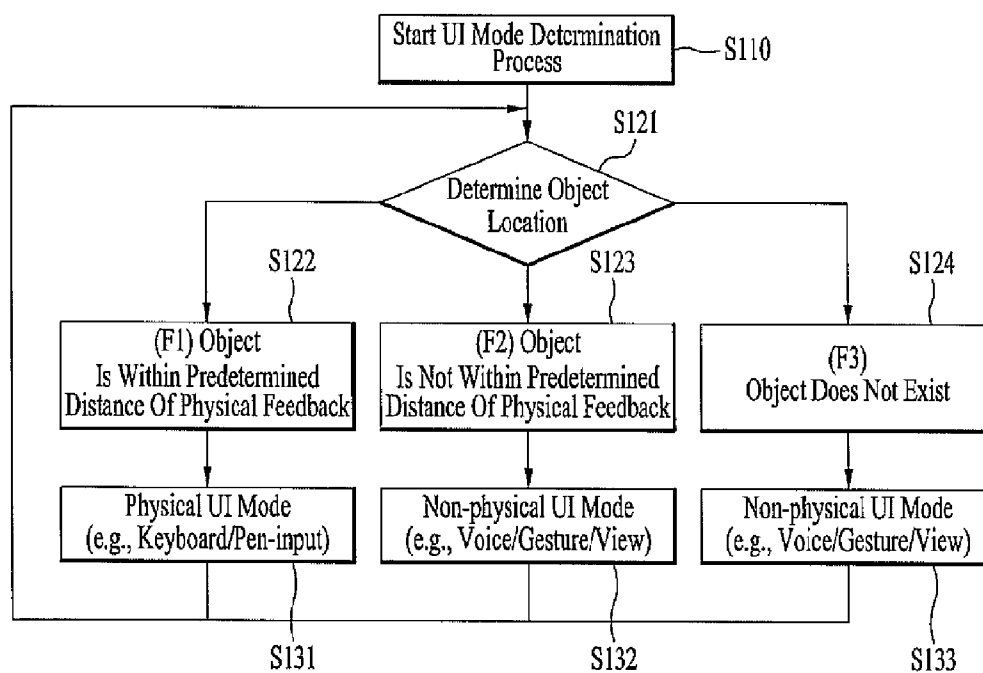 Start UI Mode Determination
Process
S110
S121
Determine Object
Location
S122
S123
S124
(F1) Object
Is Within Predetermined
Distance Of Physical Feedback
(F2) Object
Is Not Within Predetermined
Distance Of Physical Feedback
(F3)
Object Does Not Exist
Physical UI Mode
(e.g., Keyboard/Pen-input)
Non-physical UI Mode
(e.g., Voice/Gesture/View)
Non-physical UI Mode
(e.g., Voice/Gesture/View)
S131
S132
S133